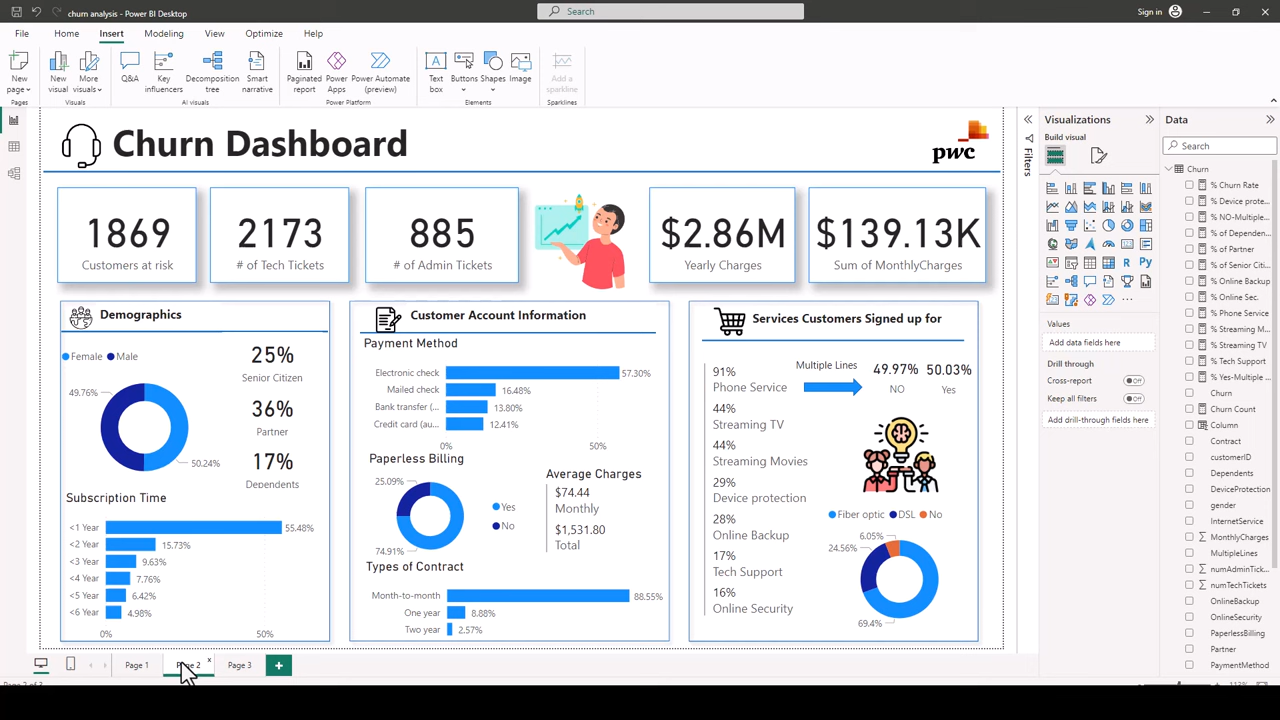 churn analysis - Power BI Desktop
Search
Sign in
File Home Insert Modeling View Optimize Help
New page
New visual
More visuals
Q&A
Key influencers
Decomposition tree
Smart narrative
Paginated report
Power Apps
Power Automate (preview)
Text box
Buttons
Shapes
Image
Add a sparkline
Pages
Visuals
AI visuals
Power Platform
Elements
Sparklines
Churn Dashboard
pwc
1869
Customers at risk
2173
# of Tech Tickets
885
# of Admin Tickets
$2.86M
Yearly Charges
$139.13K
Sum of MonthlyCharges
Demographics
Female Male
49.76%
50.24%
25%
Senior Citizen
36%
Partner
17%
Dependents
Subscription Time
<1 Year 55.48%
<2 Year 15.73%
<3 Year 9.63%
<4 Year 7.76%
<5 Year 6.42%
<6 Year 4.98%
0% 50%
Customer Account Information
Payment Method
Electronic check 57.30%
Mailed check 16.48%
Bank transfer (... 13.80%
Credit card (au... 12.41%
0% 50%
Paperless Billing
25.09%
74.91%
Yes
No
Average Charges
$74.44
Monthly
$1,531.80
Total
Types of Contract
Month-to-month 88.55%
One year 8.88%
Two year 2.57%
Services Customers Signed up for
91%
Phone Service
44%
Streaming TV
44%
Streaming Movies
29%
Device protection
28%
Online Backup
17%
Tech Support
16%
Online Security
Multiple Lines
49.97%
NO
50.03%
Yes
Fiber optic DSL No
6.05%
24.56%
69.4%
Page 1
Page 3
Filters
Visualizations
Build visual
Values
Add data fields here
Drill through
Cross-report Off
Keep all filters Off
Add drill-through fields here
Data
Search
Churn
% Churn Rate
% Device prote...
% NO-Multiple...
% of Dependen...
% of Partner
% of Senior Citi...
% Online Backup
% Online Sec.
% Phone Service
% Streaming M...
% Streaming TV
% Tech Support
% Yes-Multiple ...
Churn
Churn Count
Column
Contract
customerID
Dependents
DeviceProtection
gender
InternetService
MonthlyCharges
MultipleLines
numAdminTick...
numTechTickets
OnlineBackup
OnlineSecurity
PaperlessBilling
Partner
PaymentMethod